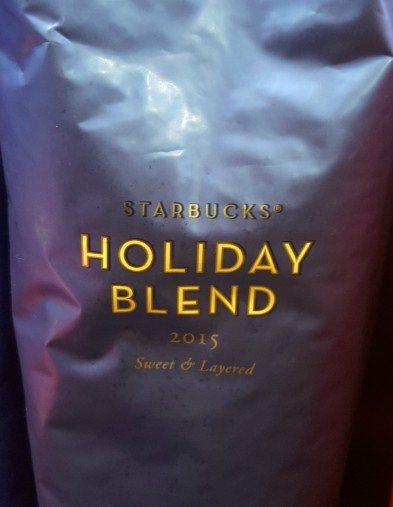 STARBUCKS®
HOLIDAY
BLEND
2015
Sweet & Layered